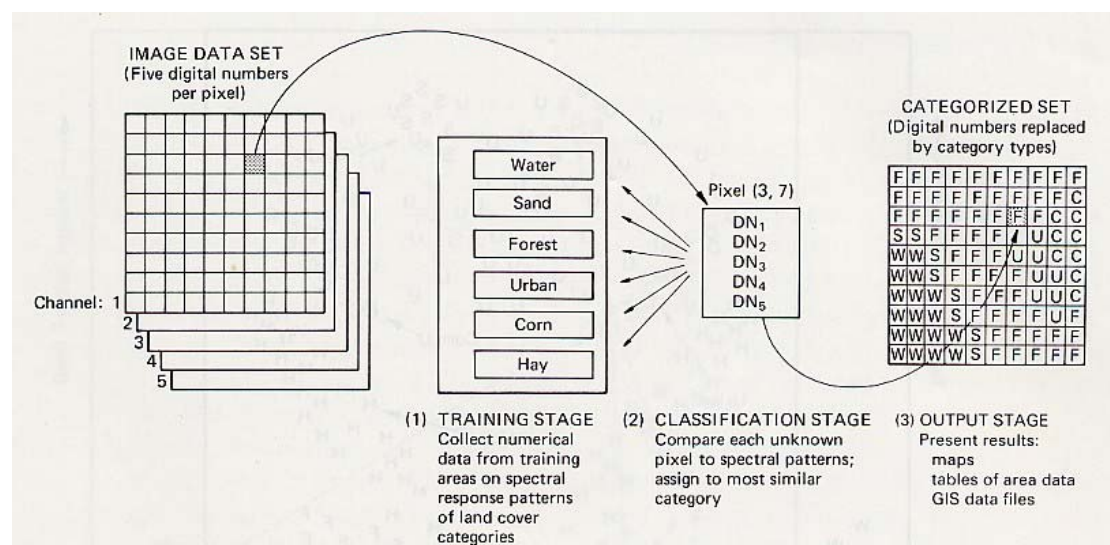 IMAGE DATA SET
(Five digital numbers
per pixel)
Channel: 1
2
3
4
5
Water
Sand
Forest
Urban
Corn
Hay
(1) TRAINING STAGE
Collect numerical
data from training
areas on spectral
response patterns
of land cover
categories
Pixel (3, 7)
DN1
DN2
DN3
DN4
DN5
(2) CLASSIFICATION STAGE
Compare each unknown
pixel to spectral patterns;
assign to most similar
category
CATEGORIZED SET
(Digital numbers replaced
by category types)
F F F F F F F F F F
F F F F F F F F F C
F F F F F F F F C C
S S F F F F U C C
W W S F F F U U C C
W W S F F F F U U C
W W W S F F F U U C
W W W S F F F F U F
W W W W S F F F F F
W W W W S F F F F F
(3) OUTPUT STAGE
Present results:
maps
tables of area data
GIS data files